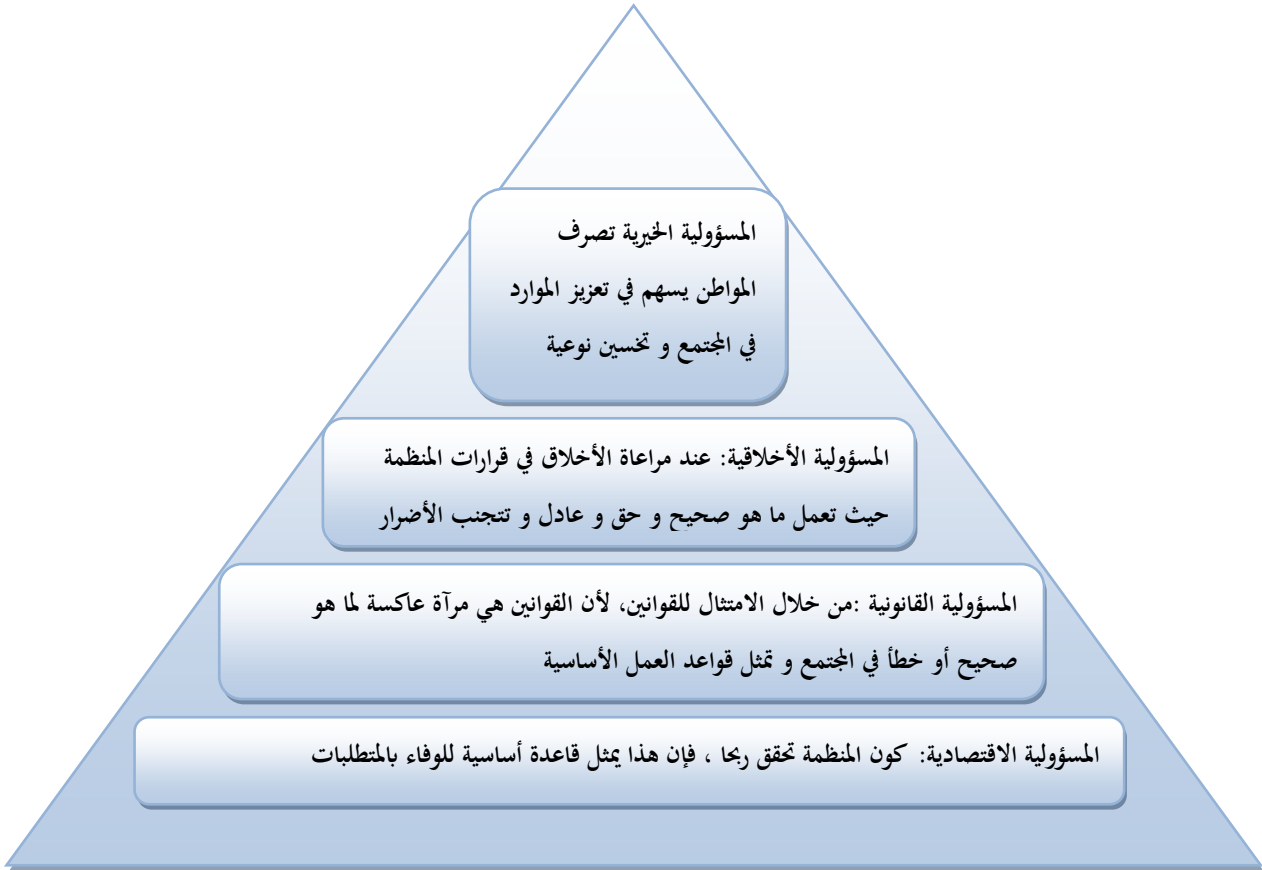 المسؤولية الخيرية تصرف
المواطن يسهم في تعزيز الموارد
في المجتمع و تخسين نوعية
المسؤولية الأخلاقية: عند مراعاة الأخلاق في قرارات المنظمة
حيث تعمل ما هو صحيح و حق و عادل و تتجنب الأضرار
المسؤولية القانونية :من خلال الامتثال للقوانين، لأن القوانين هي مرآة عاكسة لما هو
صحيح أو خطأ في المجتمع و تمثل قواعد العمل الأساسية
المسؤولية الاقتصادية: كون المنظمة تحقق ربحا ، فإن هذا يمثل قاعدة أساسية للوفاء بالمتطلبات